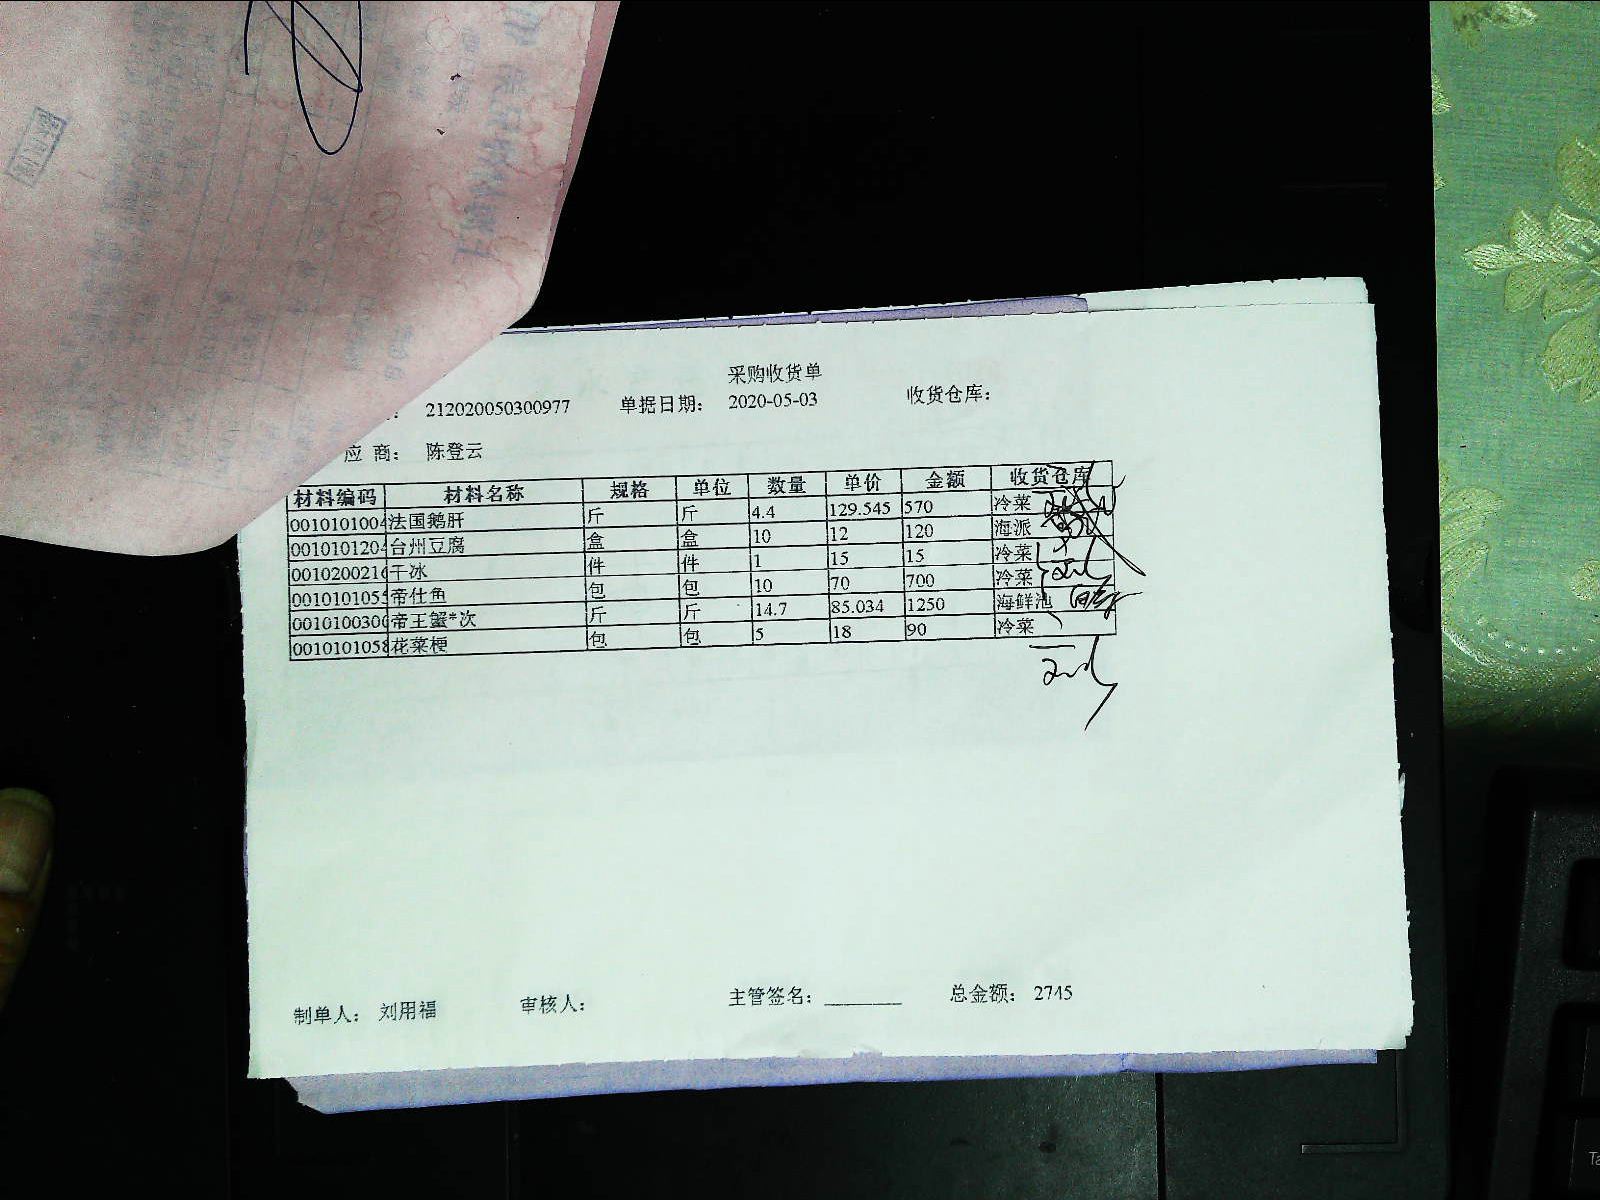 采购收货单
: 212020050300977 单据日期: 2020-05-03 收货仓库:
应 商: 陈登云
材料编码 材料名称 规格 单位 数量 单价 金额 收货仓库
0010101004 法国鹅肝 斤 斤 4.4 129.545 570 冷菜
0010101204 台州豆腐 盒 盒 10 12 120 海派
0010200216 干冰 件 件 1 15 15 冷菜
0010101055 帝仕鱼 包 包 10 70 700 冷菜
0010100300 帝王蟹*次 斤 斤 14.7 85.034 1250 海鲜池
0010101058 花菜梗 包 包 5 18 90 冷菜
制单人: 刘用福 审核人: 主管签名: 总金额: 2745